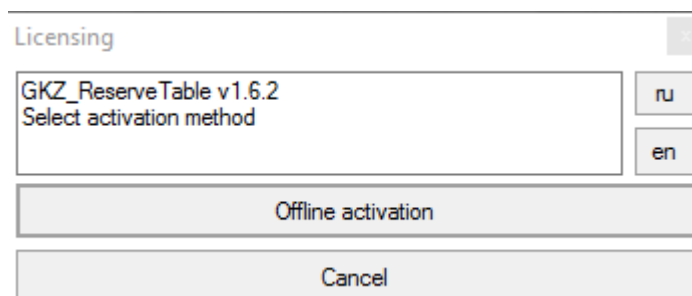 Licensing
x
GKZ_ReserveTable v1.6.2
Select activation method
ru
en
Offline activation
Cancel